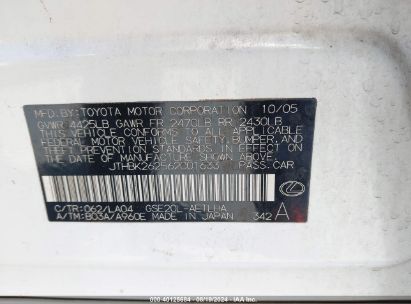 MFD.BY:TOYOTA MOTOR CORPORATION 10/05
GVWR 4425LB GAWR FR 2470LB RR 2430LB
THIS VEHICLE CONFORMS TO ALL APPLICABLE
FEDERAL MOTOR VEHICLE SAFETY, BUMPER, AND
THEFT PREVENTION STANDARDS IN EFFECT ON
THE DATE OF MANUFACTURE SHOWN ABOVE.
JTHBK262562001633 PASS.CAR
C/TR:062/LA04 GSE20L-AETLHA
A/TM:B03A/A960E MADE IN JAPAN 342 A
© IAA 40125684 - 08/19/2024 - IAAI.COM